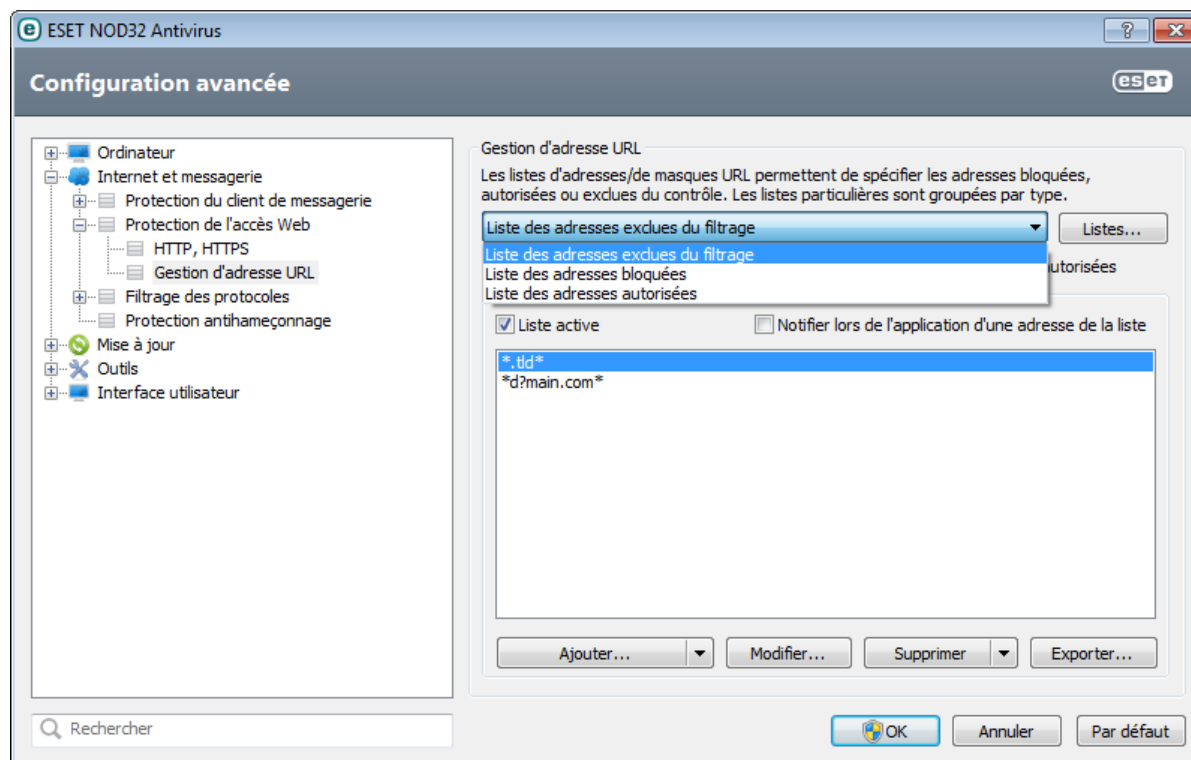 ESET NOD32 Antivirus
Configuration avancée
eset
Ordinateur
Internet et messagerie
Protection du client de messagerie
Protection de l'accès Web
HTTP, HTTPS
Gestion d'adresse URL
Filtrage des protocoles
Protection antihameçonnage
Mise à jour
Outils
Interface utilisateur
Rechercher
Gestion d'adresse URL
Les listes d'adresses/de masques URL permettent de spécifier les adresses bloquées,
autorisées ou exclues du contrôle. Les listes particulières sont groupées par type.
Liste des adresses exclues du filtrage
Listes...
Liste des adresses exclues du filtrage
Liste des adresses bloquées
Liste des adresses autorisées
utorisées
Liste active
Notifier lors de l'application d'une adresse de la liste
*.tld*
*d?main.com*
Ajouter...
Modifier...
Supprimer
Exporter...
OK
Annuler
Par défaut